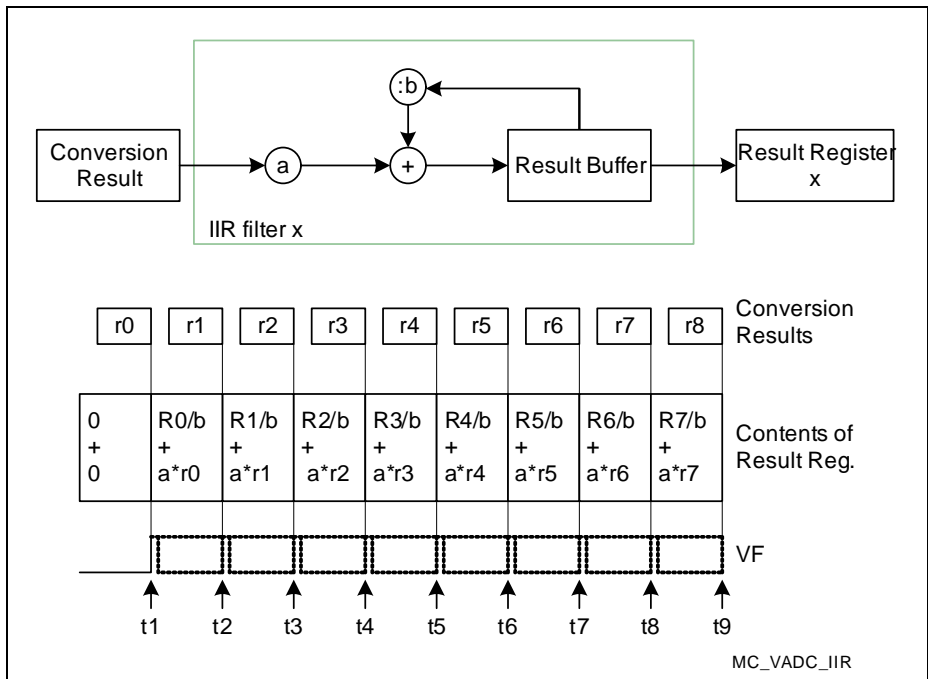 :b
Conversion
Result
a
+
Result Buffer
Result Register
x
IIR filter x
r0 r1 r2 r3 r4 r5 r6 r7 r8
Conversion
Results
0 R0/b R1/b R2/b R3/b R4/b R5/b R6/b R7/b
+ + + + + + + + +
0 a*r0 a*r1 a*r2 a*r3 a*r4 a*r5 a*r6 a*r7
Contents of
Result Reg.
VF
t1 t2 t3 t4 t5 t6 t7 t8 t9
MC_VADC_IIR